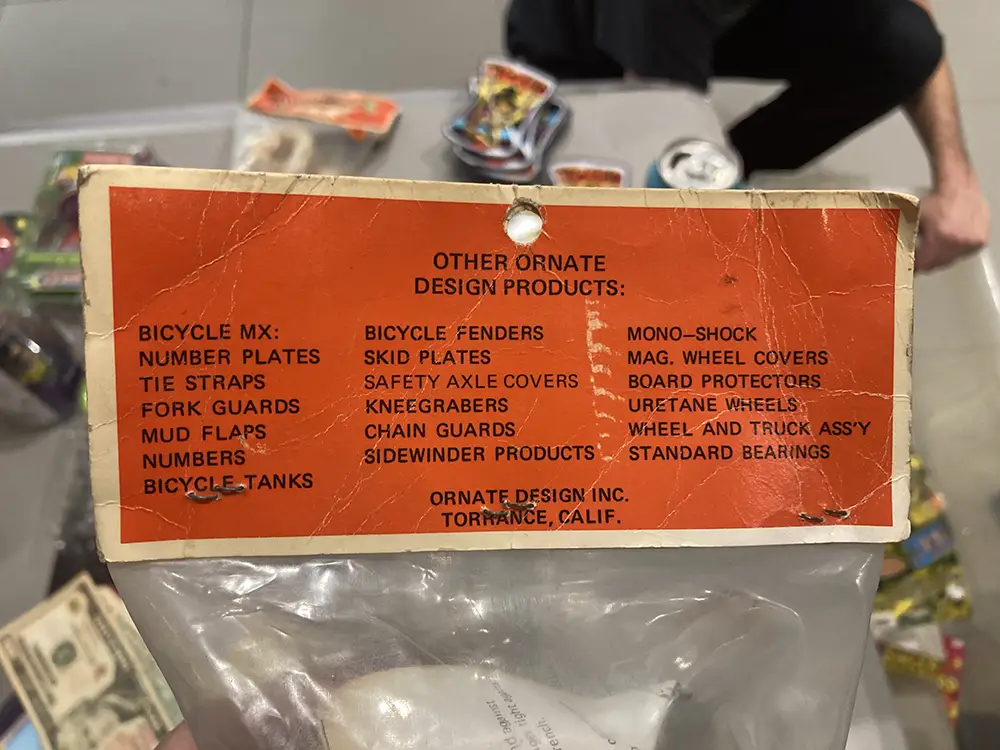 OTHER ORNATE
DESIGN PRODUCTS:
BICYCLE MX:
NUMBER PLATES
TIE STRAPS
FORK GUARDS
MUD FLAPS
NUMBERS
BICYCLE TANKS
BICYCLE FENDERS
SKID PLATES
SAFETY AXLE COVERS
KNEEGRABERS
CHAIN GUARDS
SIDEWINDER PRODUCTS
MONO-SHOCK
MAG. WHEEL COVERS
BOARD PROTECTORS
URETANE WHEELS
WHEEL AND TRUCK ASS'Y
STANDARD BEARINGS
ORNATE DESIGN INC.
TORRANCE, CALIF.
against
tight